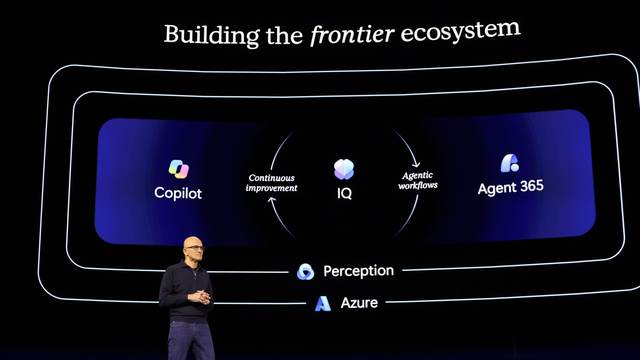 Building the frontier ecosystem
Copilot
Continuous
improvement
IQ
Agentic
workflows
Agent 365
Perception
Azure